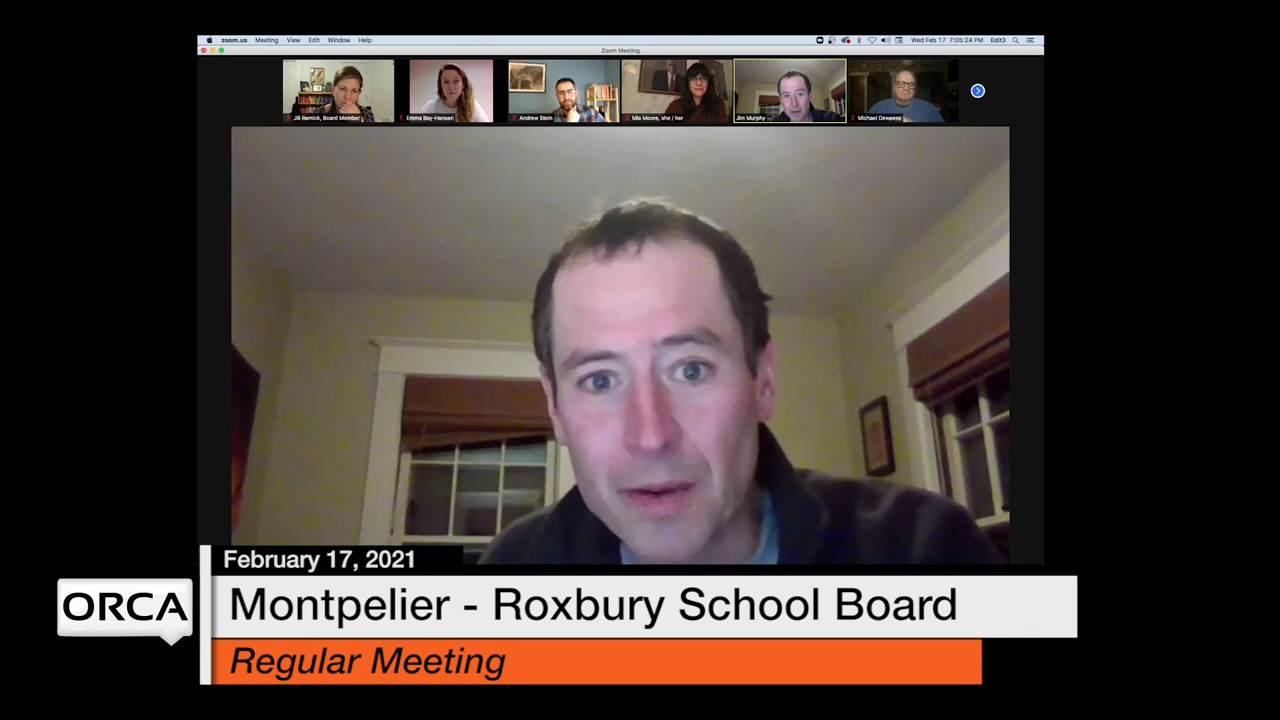 zoom.us Meeting View Edit Window Help Wed Feb 17 7:05:24 PM Edit3
Zoom Meeting
Jill Remick, Board Member Emma Bay-Hansen Andrew Stein Mia Moore, she / her Jim Murphy Michael Deweese
February 17, 2021
ORCA
Montpelier - Roxbury School Board
Regular Meeting